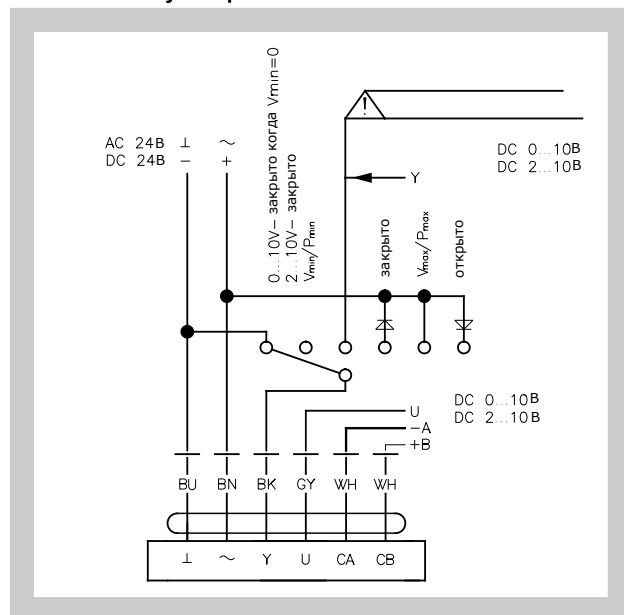 AC 24В ⊥ ~
DC 24В – +
0...10V– закрыто когда Vmin=0
2...10V– закрыто
Vmin/Pmin
!
DC 0...10В
DC 2...10В
Y
закрыто
Vmax/Pmax
открыто
DC 0...10В
DC 2...10В
U
–A
+B
BU BN BK GY WH WH
⊥ ~ Y U CA CB